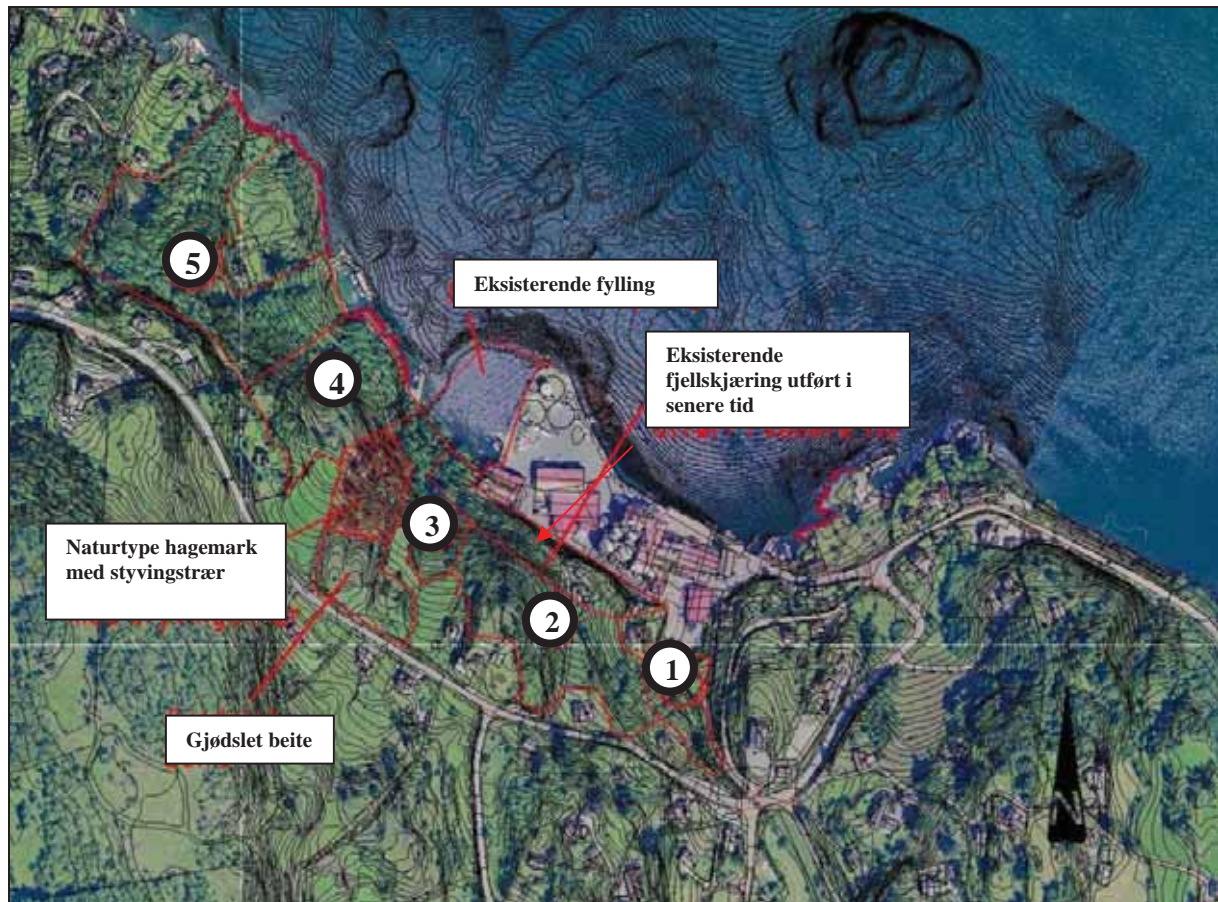 5
Eksisterende fylling
Eksisterende
fjellskjæring utført i
senere tid
4
3
Naturtype hagemark
med styvingstrær
2
1
Gjødslet beite